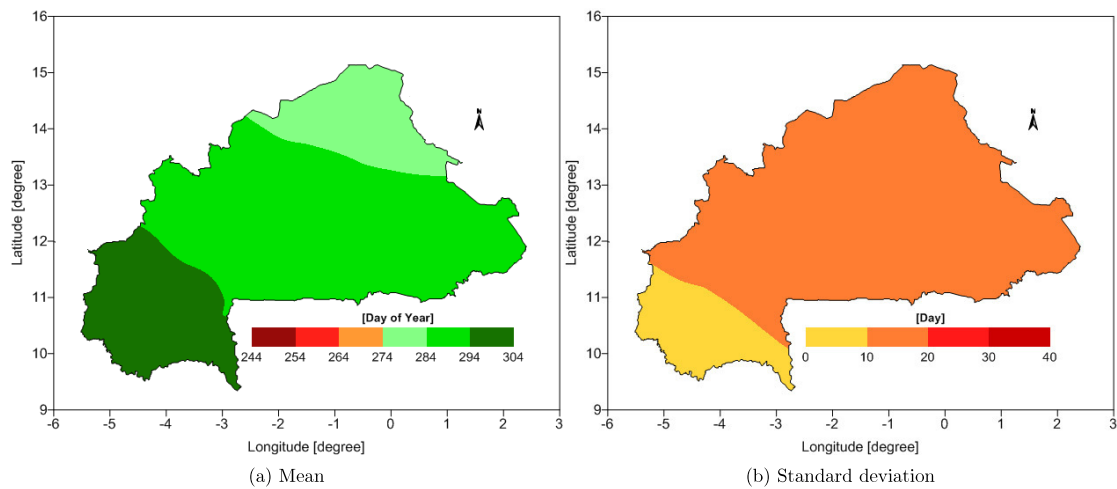 16
15
14
13
12
11
10
9
Latitude [degree]
N
[Day of Year]
244 254 264 274 284 294 304
-6 -5 -4 -3 -2 -1 0 1 2 3
Longitude [degree]
(a) Mean
16
15
14
13
12
11
10
9
Latitude [degree]
N
[Day]
0 10 20 30 40
-6 -5 -4 -3 -2 -1 0 1 2 3
Longitude [degree]
(b) Standard deviation